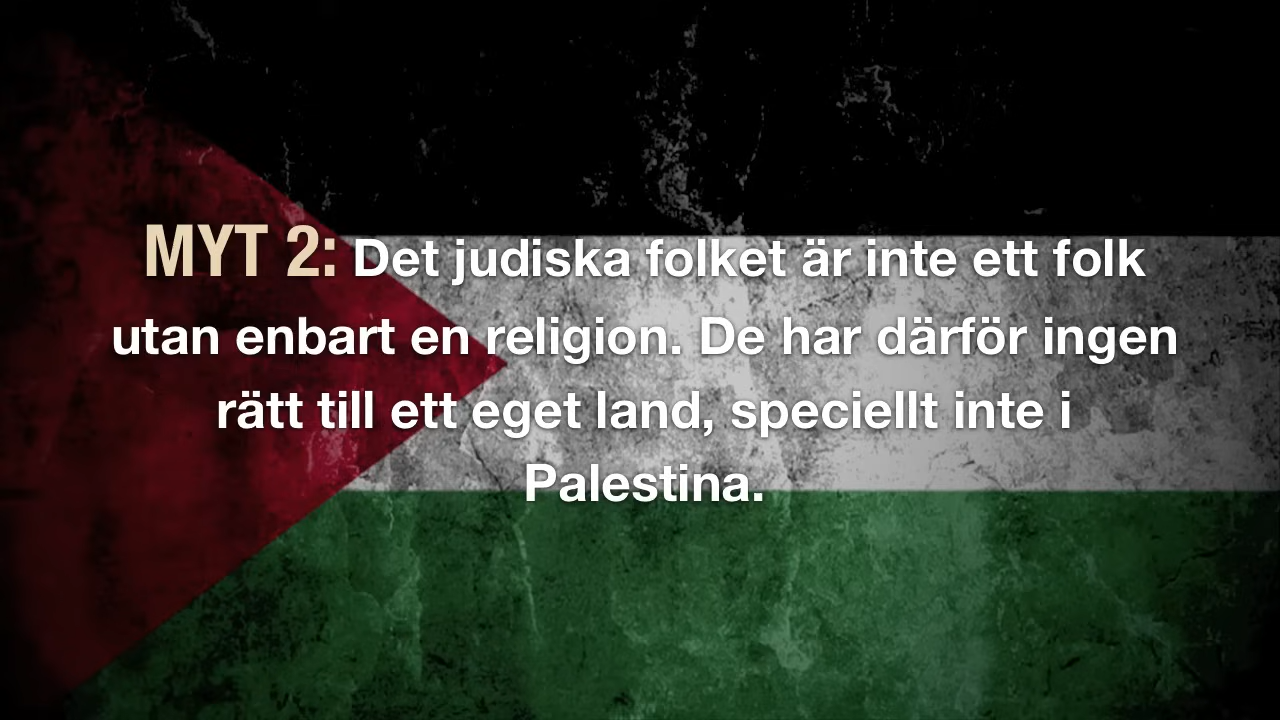 MYT 2: Det judiska folket är inte ett folk
utan enbart en religion. De har därför ingen
rätt till ett eget land, speciellt inte i
Palestina.